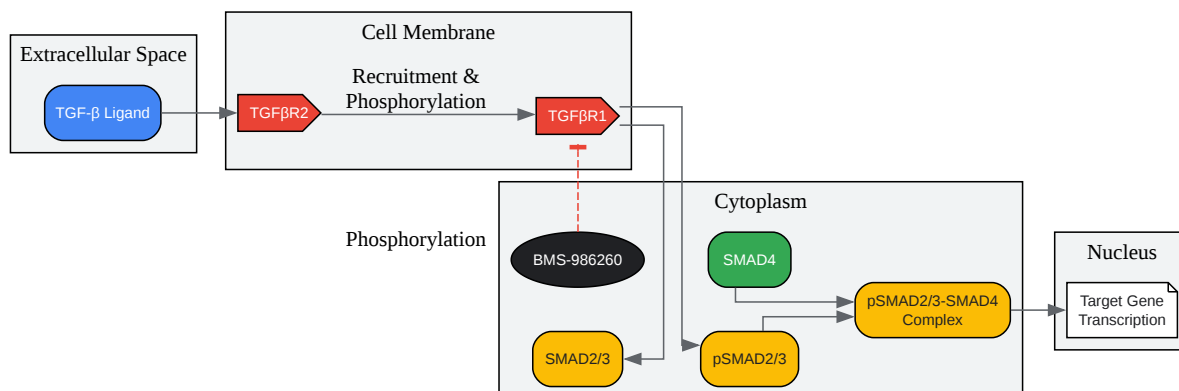 Extracellular Space
TGF-β Ligand
Cell Membrane
Recruitment &
Phosphorylation
TGFβR2
TGFβR1
Phosphorylation
Cytoplasm
BMS-986260
SMAD4
SMAD2/3
pSMAD2/3
pSMAD2/3-SMAD4
Complex
Nucleus
Target Gene
Transcription